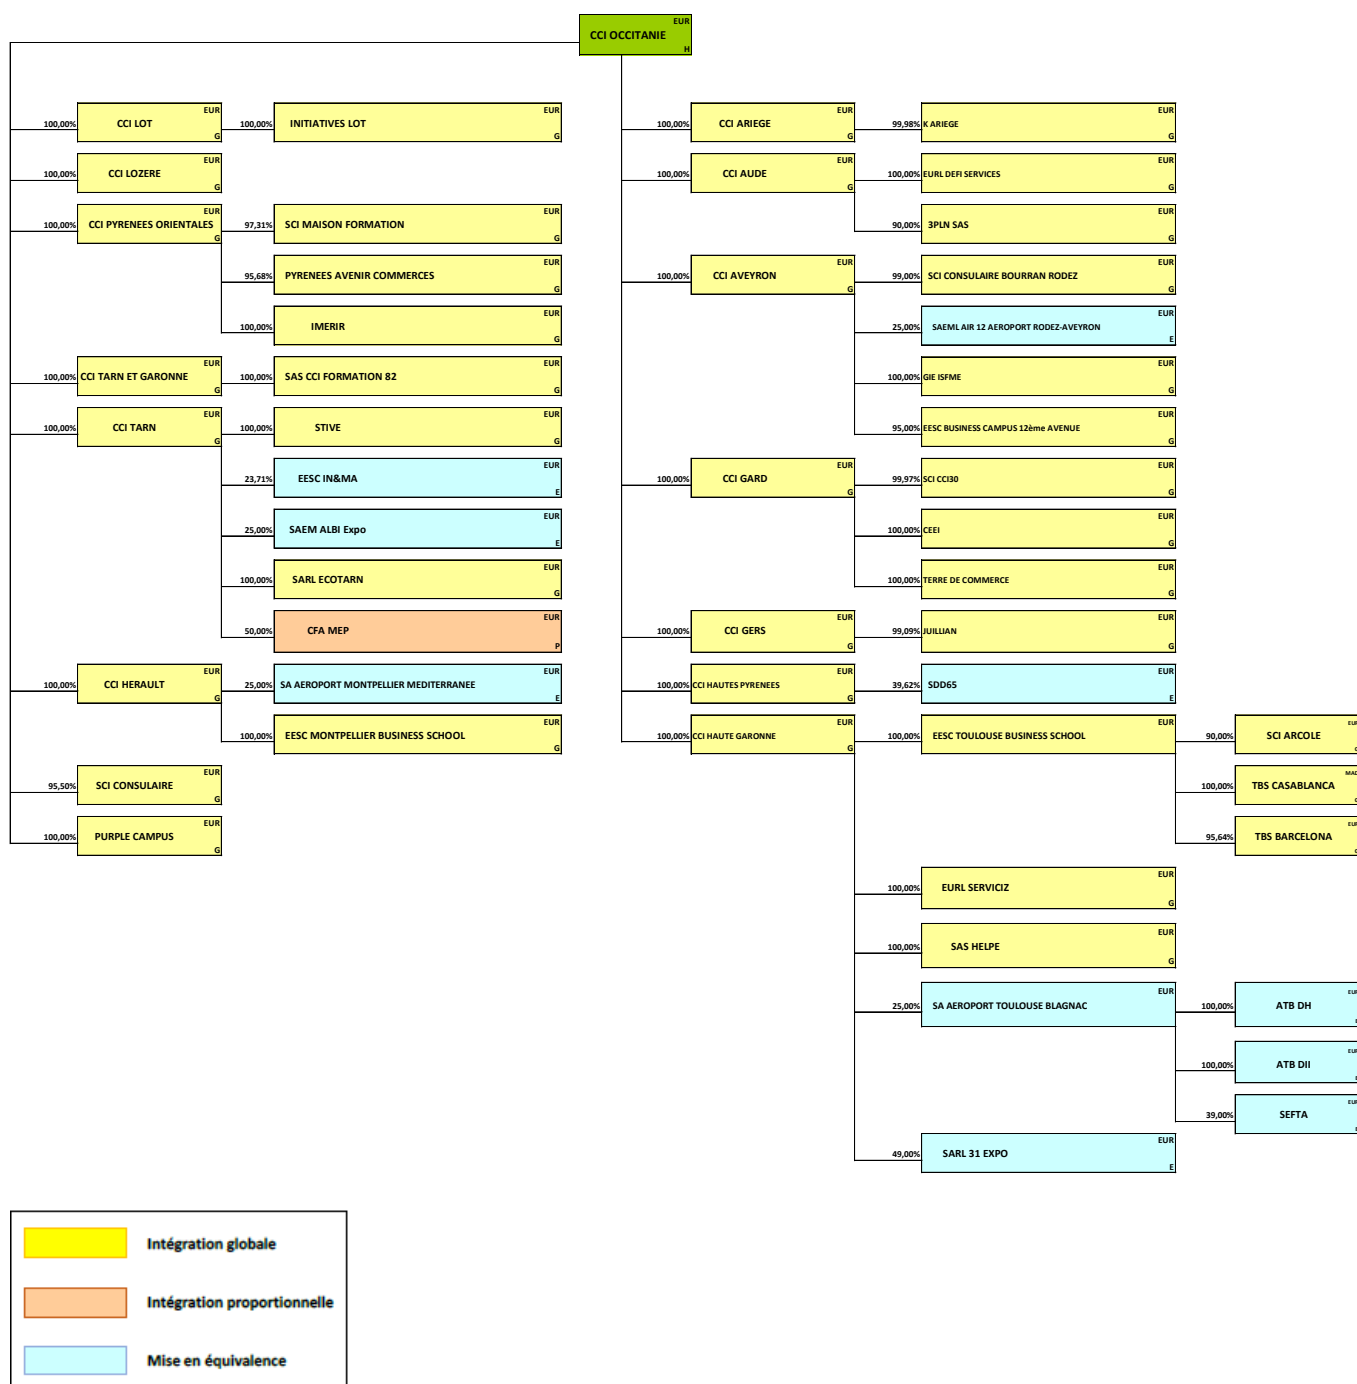 EUR
CCI OCCITANIE
H
100,00%
CCI LOT
EUR
G
100,00%
INITIATIVES LOT
EUR
G
100,00%
CCI LOZERE
EUR
G
100,00%
CCI PYRENEES ORIENTALES
EUR
G
97,31%
SCI MAISON FORMATION
EUR
G
95,68%
PYRENEES AVENIR COMMERCES
EUR
G
100,00%
IMERIR
EUR
G
100,00%
CCI TARN ET GARONNE
EUR
G
100,00%
SAS CCI FORMATION 82
EUR
G
100,00%
CCI TARN
EUR
G
100,00%
STIVE
EUR
G
23,71%
EESC IN&MA
EUR
E
25,00%
SAEM ALBI Expo
EUR
E
100,00%
SARL ECOTARN
EUR
G
50,00%
CFA MEP
EUR
P
100,00%
CCI HERAULT
EUR
G
25,00%
SA AEROPORT MONTPELLIER MEDITERRANEE
EUR
E
100,00%
EESC MONTPELLIER BUSINESS SCHOOL
EUR
G
95,50%
SCI CONSULAIRE
EUR
G
100,00%
PURPLE CAMPUS
EUR
G
100,00%
CCI ARIEGE
EUR
G
99,98%
K ARIEGE
EUR
G
100,00%
CCI AUDE
EUR
G
100,00%
EURL DEFI SERVICES
EUR
G
90,00%
3PLN SAS
EUR
G
100,00%
CCI AVEYRON
EUR
G
99,00%
SCI CONSULAIRE BOURRAN RODEZ
EUR
G
25,00%
SAEML AIR 12 AEROPORT RODEZ-AVEYRON
EUR
E
100,00%
GIE ISFME
EUR
G
95,00%
EESC BUSINESS CAMPUS 12ème AVENUE
EUR
G
100,00%
CCI GARD
EUR
G
99,97%
SCI CCI30
EUR
G
100,00%
CEEI
EUR
G
100,00%
TERRE DE COMMERCE
EUR
G
100,00%
CCI GERS
EUR
G
99,09%
JUILLIAN
EUR
G
100,00%
CCI HAUTES PYRENEES
EUR
G
39,62%
SDD65
EUR
E
100,00%
CCI HAUTE GARONNE
EUR
G
100,00%
EESC TOULOUSE BUSINESS SCHOOL
EUR
G
90,00%
SCI ARCOLE
EUR
100,00%
TBS CASABLANCA
MAD
95,64%
TBS BARCELONA
EUR
100,00%
EURL SERVICIZ
EUR
G
100,00%
SAS HELPE
EUR
G
25,00%
SA AEROPORT TOULOUSE BLAGNAC
EUR
100,00%
ATB DH
EUR
100,00%
ATB DII
EUR
39,00%
SEFTA
EUR
49,00%
SARL 31 EXPO
EUR
E
Intégration globale
Intégration proportionnelle
Mise en équivalence